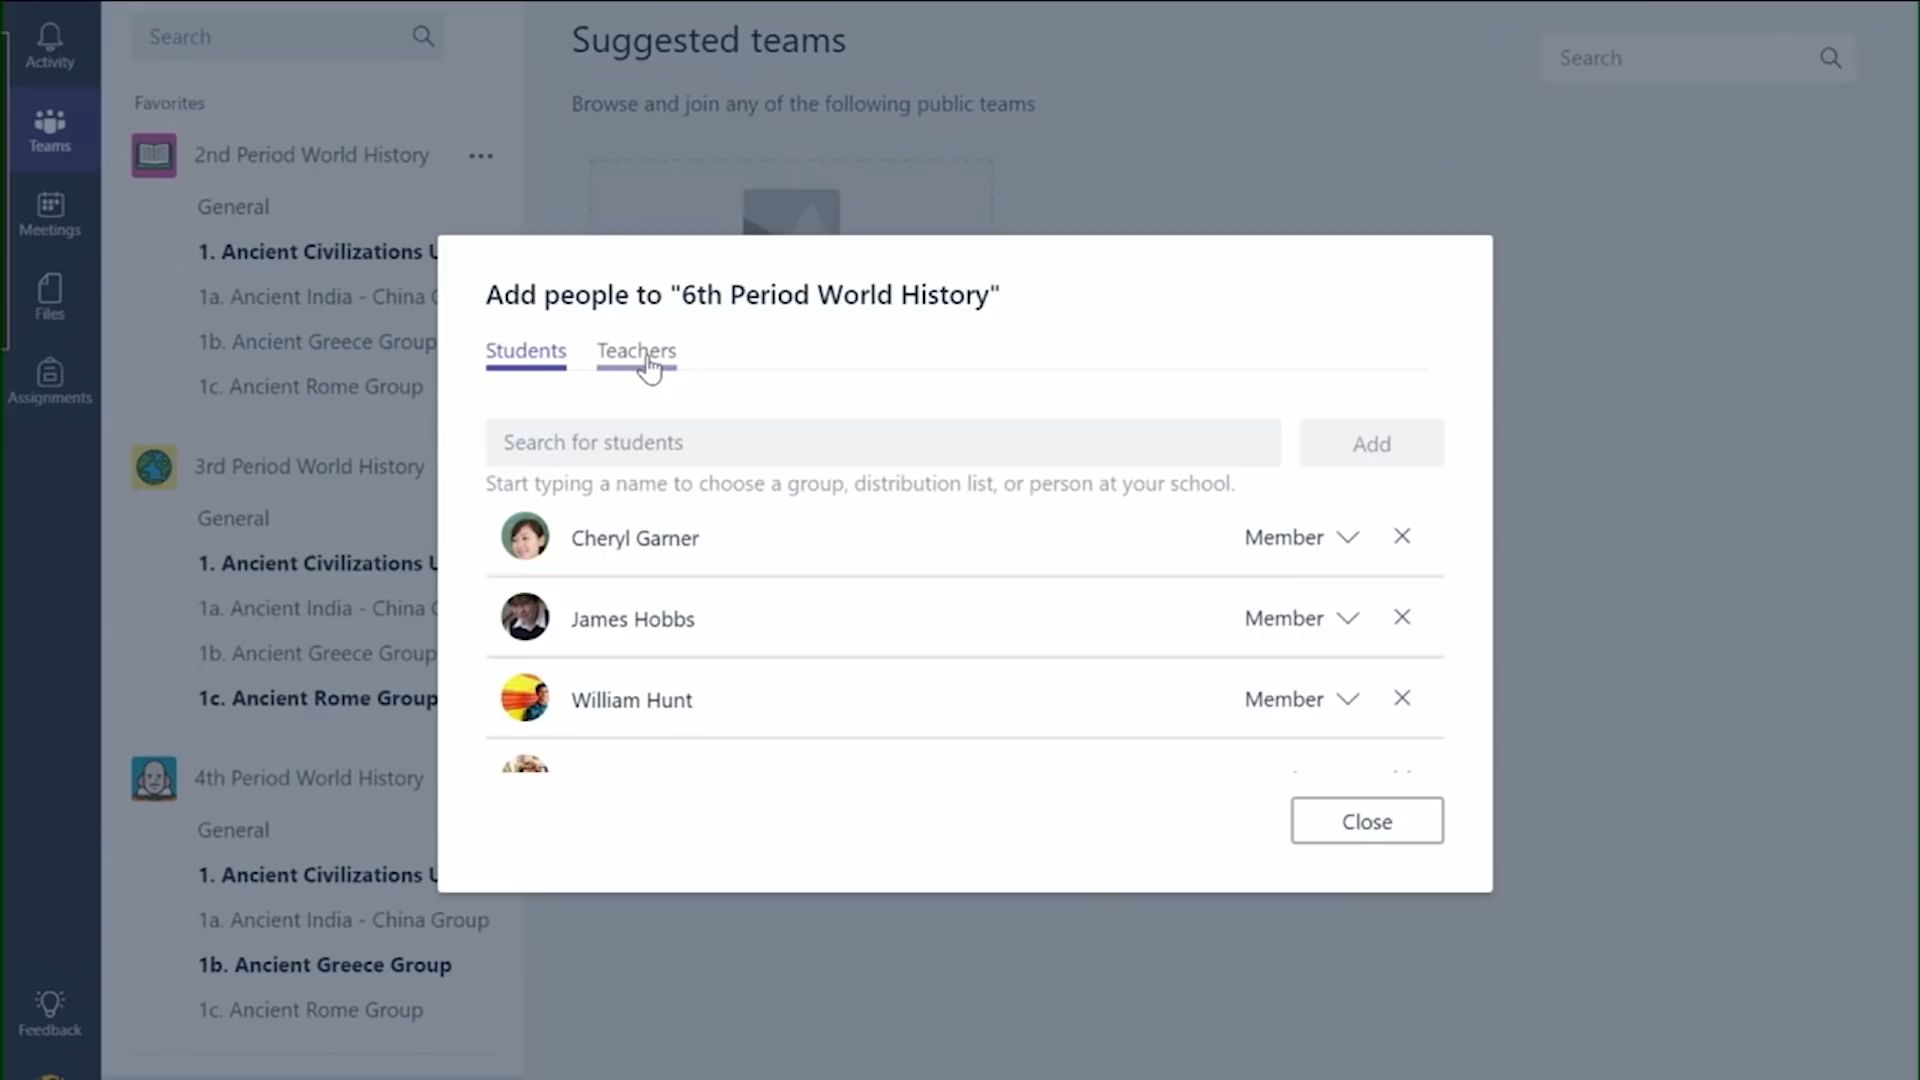 Activity
Teams
Meetings
Files
Assignments
Feedback
Search
Favorites
2nd Period World History
General
1. Ancient Civilizations U
1a. Ancient India - China G
1b. Ancient Greece Group
1c. Ancient Rome Group
3rd Period World History
General
1. Ancient Civilizations U
1a. Ancient India - China G
1b. Ancient Greece Group
1c. Ancient Rome Group
4th Period World History
General
1. Ancient Civilizations U
1a. Ancient India - China Group
1b. Ancient Greece Group
1c. Ancient Rome Group
Suggested teams
Search
Browse and join any of the following public teams
Add people to "6th Period World History"
Students Teachers
Search for students Add
Start typing a name to choose a group, distribution list, or person at your school.
Cheryl Garner Member
James Hobbs Member
William Hunt Member
Close